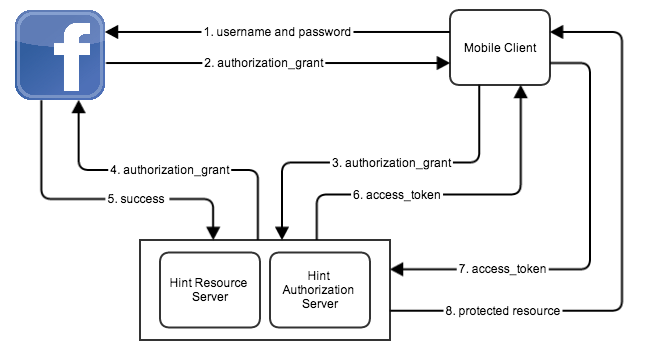 1. username and password
Mobile Client
2. authorization_grant
3. authorization_grant
4. authorization_grant
6. access_token
5. success
7. access_token
Hint Resource
Server
Hint
Authorization
Server
8. protected resource